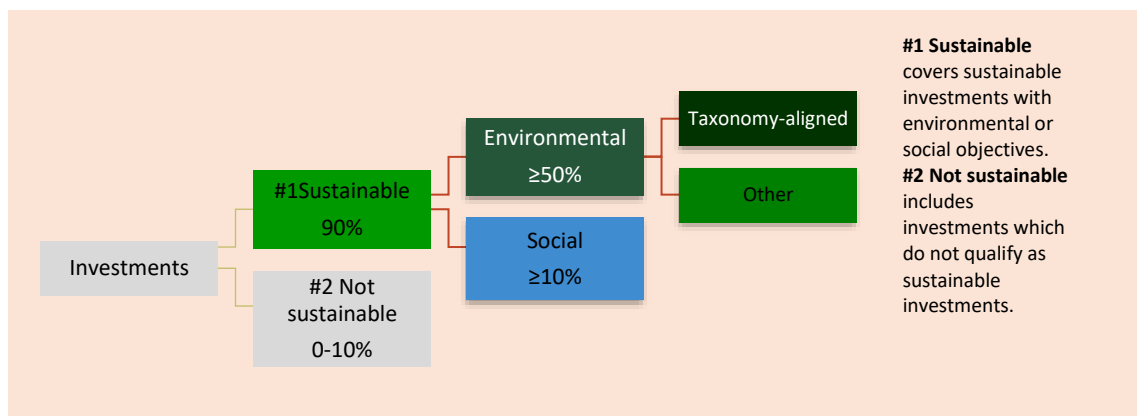 Investments
#1Sustainable
90%
#2 Not
sustainable
0-10%
Environmental
≥50%
Social
≥10%
Taxonomy-aligned
Other
#1 Sustainable
covers sustainable
investments with
environmental or
social objectives.
#2 Not sustainable
includes
investments which
do not qualify as
sustainable
investments.